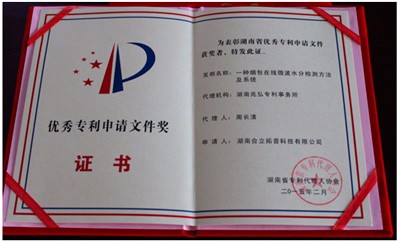 优秀专利申请文件奖
证书
为表彰湖南省优秀专利申请文件
获奖者，特发此证。
发明名称：一种烟包在线微波水分检测方法
及系统
代理机构：湖南兆弘专利事务所
代理人：周长清
申请人：湖南合立拓普科技有限公司
湖南省专利代理人协会
二〇一五年二月